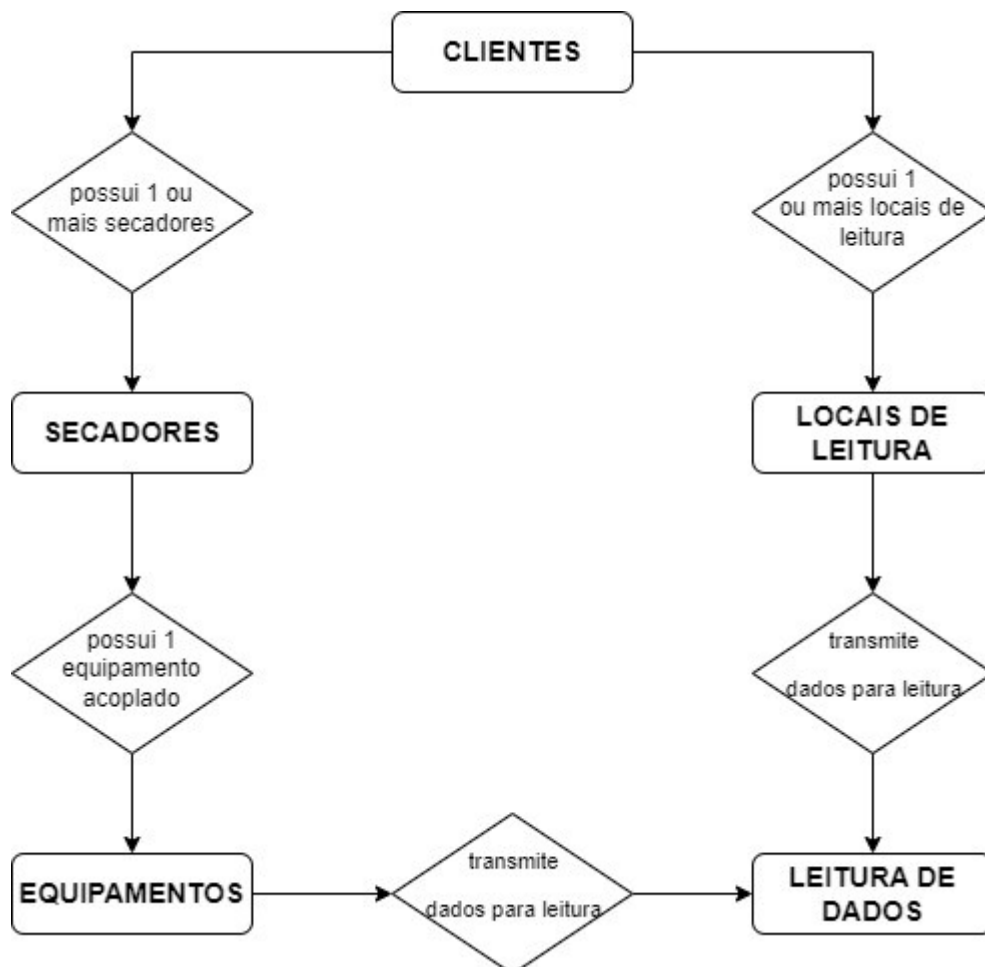 CLIENTES
possui 1 ou
mais secadores
possui 1
ou mais locais de
leitura
SECADORES
LOCAIS DE
LEITURA
possui 1
equipamento
acoplado
transmite
dados para leitura
EQUIPAMENTOS
transmite
dados para leitura
LEITURA DE
DADOS